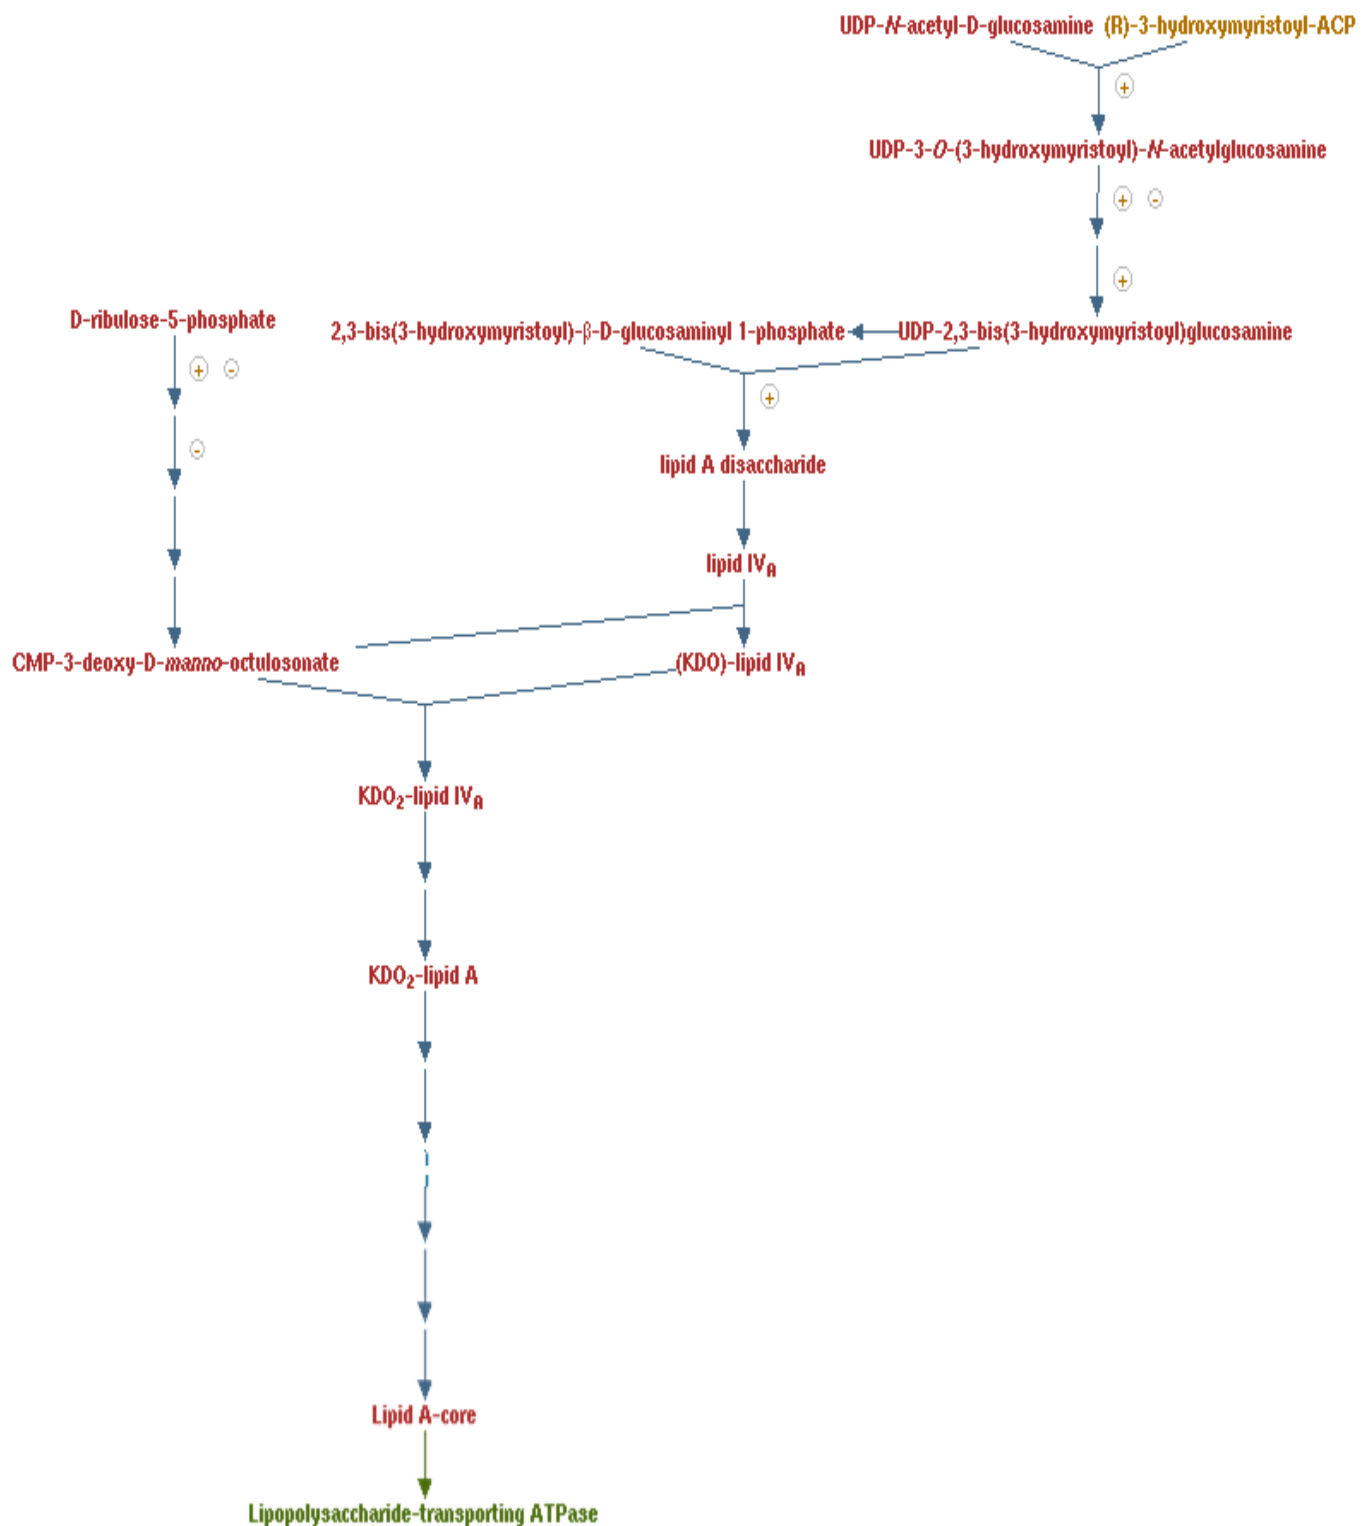 UDP-N-acetyl-D-glucosamine (R)-3-hydroxymyristoyl-ACP
+
UDP-3-O-(3-hydroxymyristoyl)-N-acetylglucosamine
+ -
+
D-ribulose-5-phosphate
2,3-bis(3-hydroxymyristoyl)-β-D-glucosaminyl 1-phosphate
UDP-2,3-bis(3-hydroxymyristoyl)glucosamine
+ -
+
-
lipid A disaccharide
lipid IVA
CMP-3-deoxy-D-manno-octulosonate
(KDO)-lipid IVA
KDO2-lipid IVA
KDO2-lipid A
Lipid A-core
Lipopolysaccharide-transporting ATPase